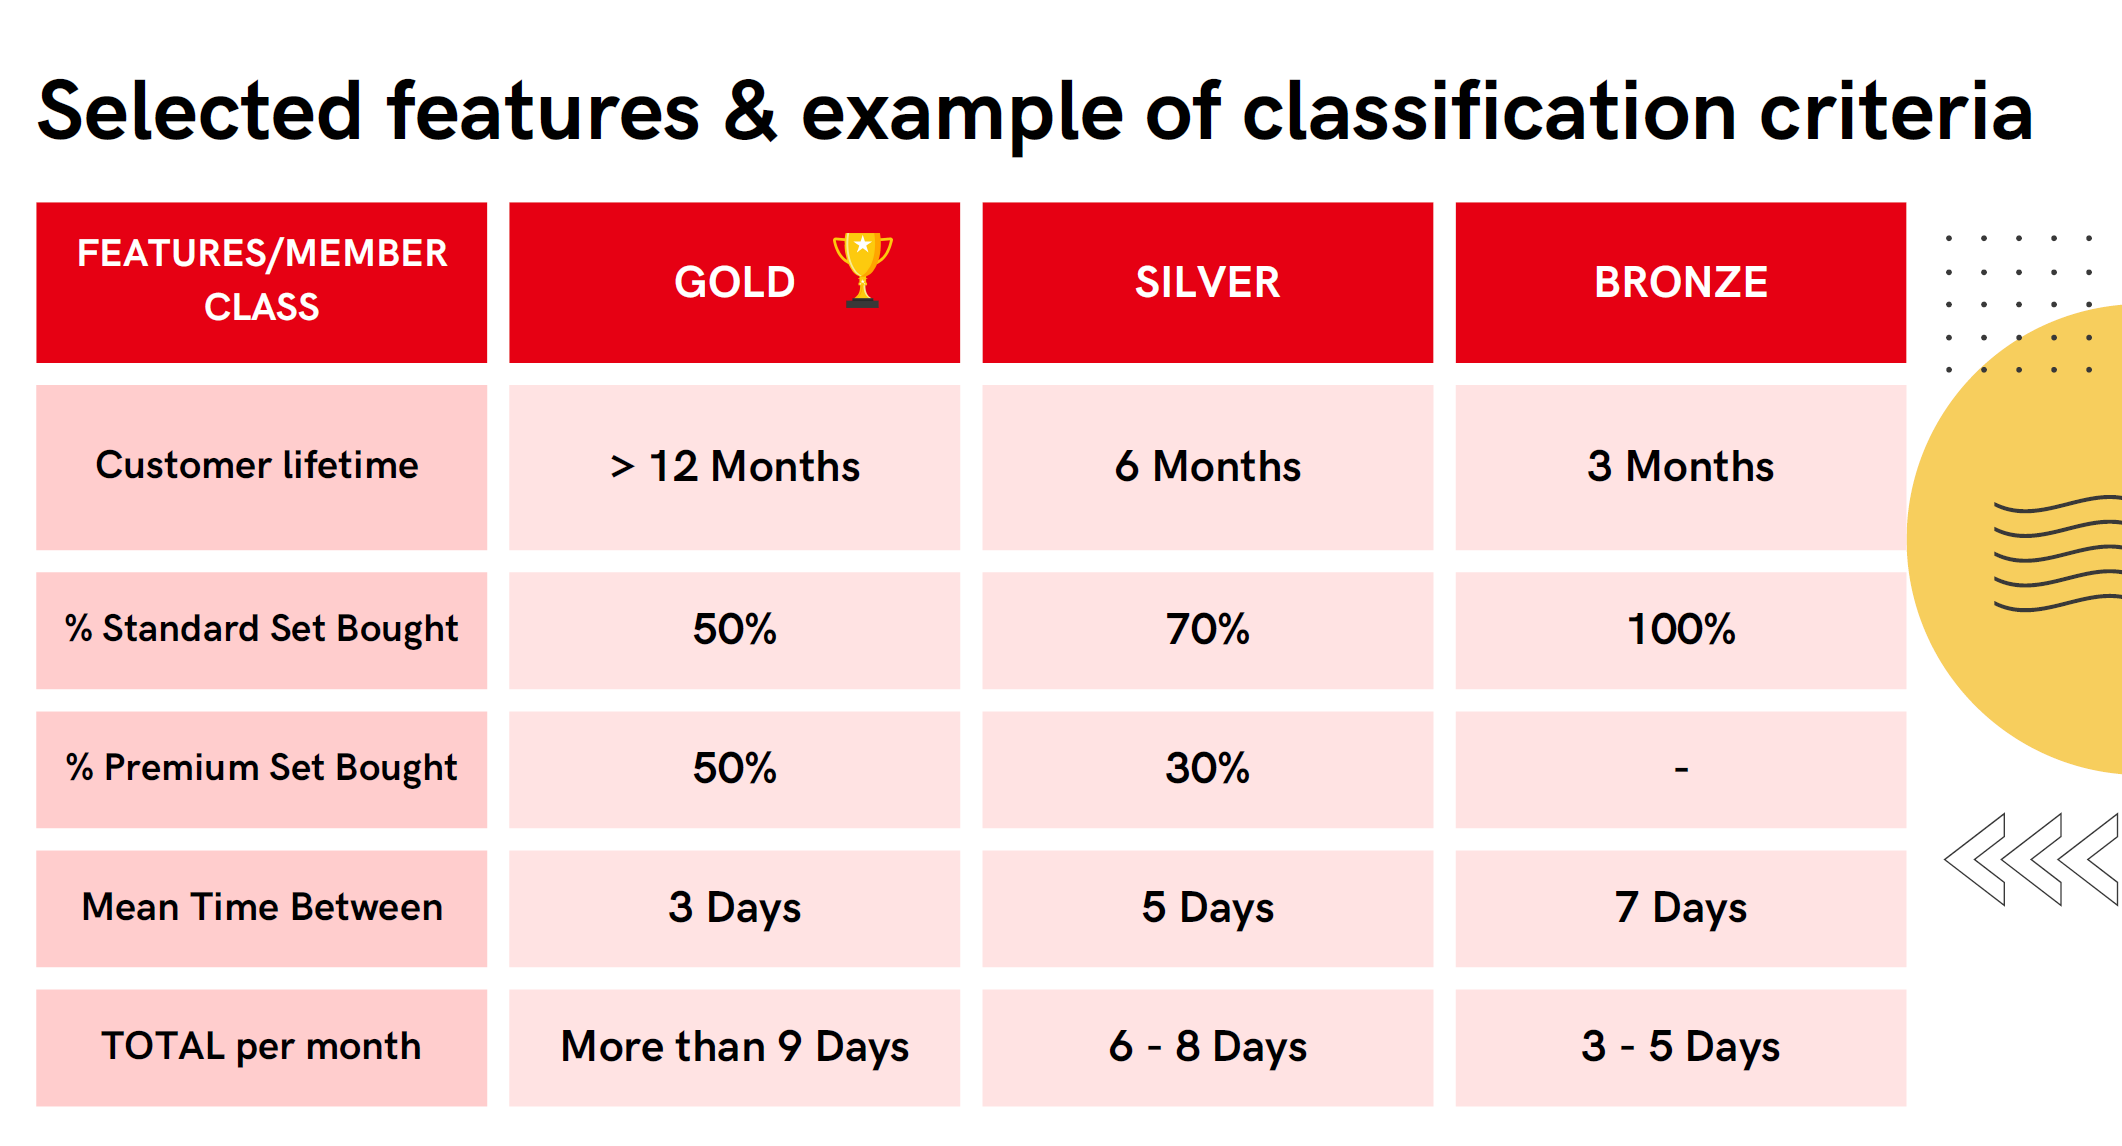 Selected features & example of classification criteria
FEATURES/MEMBER
CLASS
GOLD
SILVER
BRONZE
Customer lifetime
> 12 Months
6 Months
3 Months
% Standard Set Bought
50%
70%
100%
% Premium Set Bought
50%
30%
-
Mean Time Between
3 Days
5 Days
7 Days
TOTAL per month
More than 9 Days
6 - 8 Days
3 - 5 Days